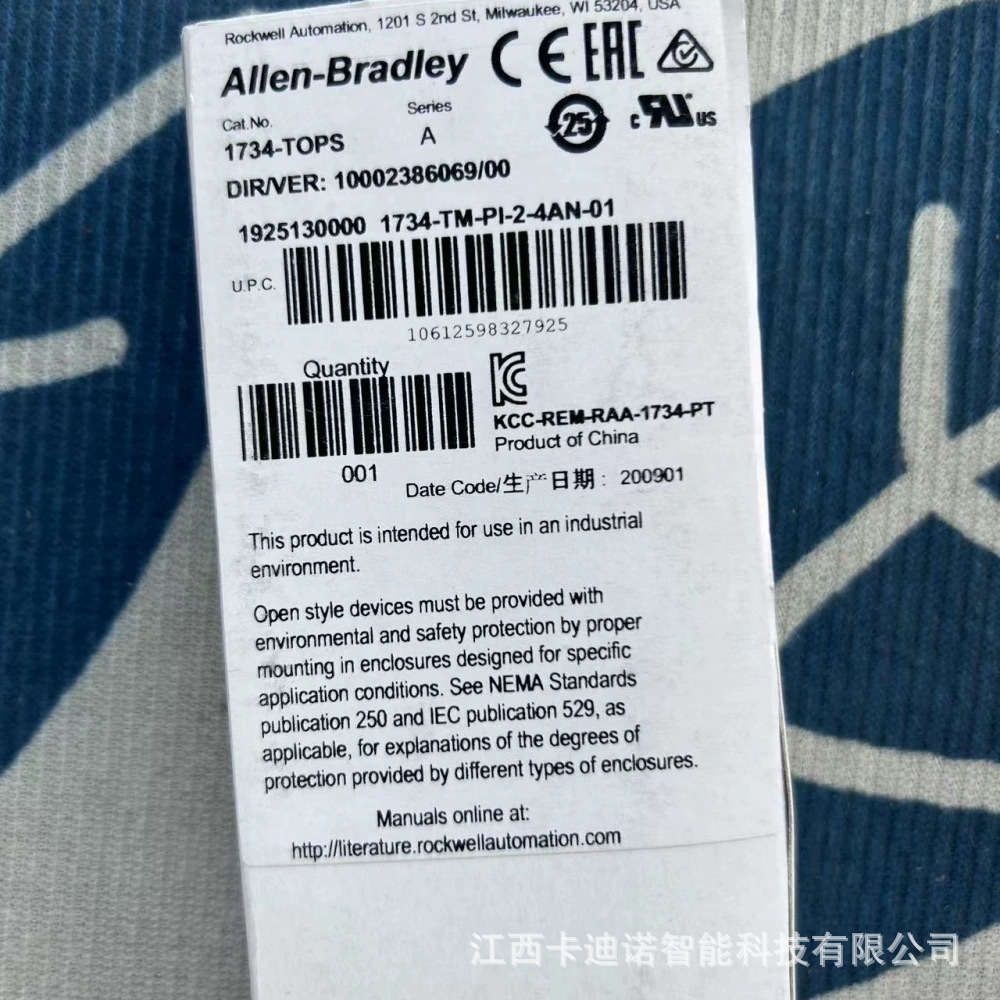 Rockwell Automation, 1201 S 2nd St, Milwaukee, WI 53204, USA
Allen-Bradley CE EAC
Cat.No. Series
1734-TOPS A
25 c RU US
DIR/VER: 10002386069/00
1925130000 1734-TM-PI-2-4AN-01
U.P.C.
10612598327925
Quantity
001
KC
KCC-REM-RAA-1734-PT
Product of China
Date Code/生产日期: 200901
This product is intended for use in an industrial
environment.
Open style devices must be provided with
environmental and safety protection by proper
mounting in enclosures designed for specific
application conditions. See NEMA Standards
publication 250 and IEC publication 529, as
applicable, for explanations of the degrees of
protection provided by different types of enclosures.
Manuals online at:
http://literature.rockwellautomation.com
江西卡迪诺智能科技有限公司